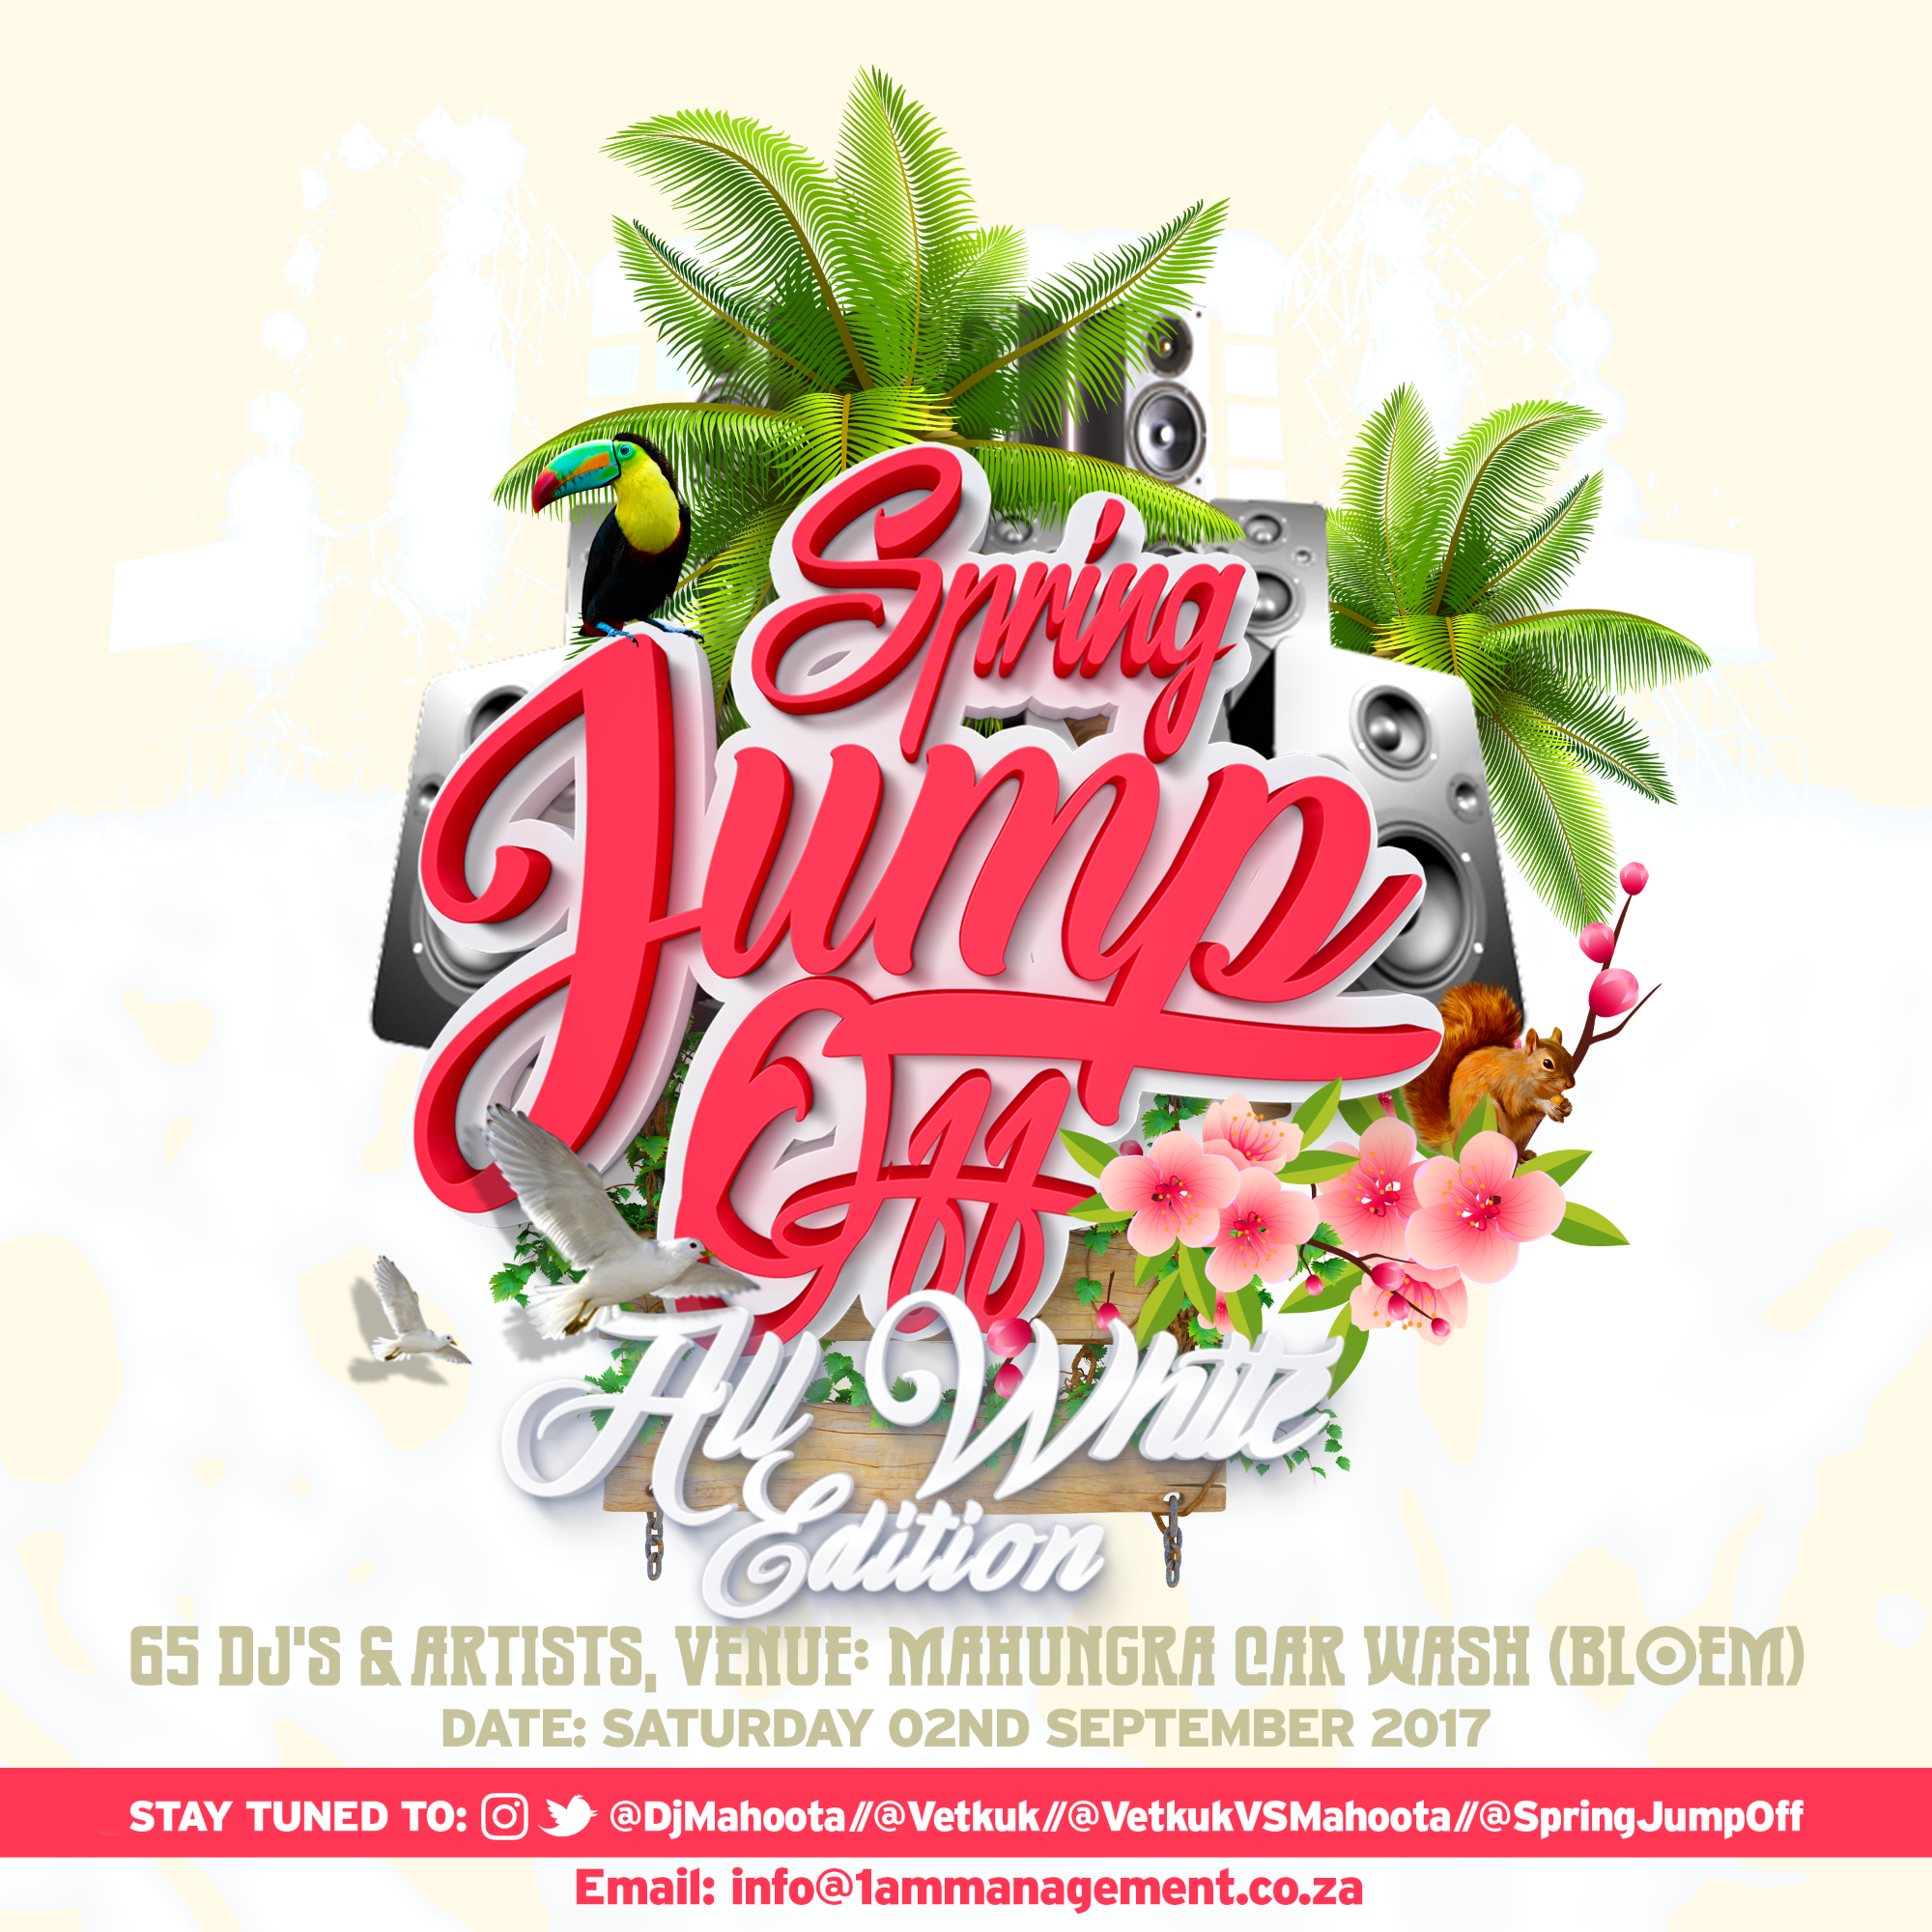 Spring
Jump
Off
All White
Edition
65 DJ'S & ARTISTS, VENUE: MAHUNGRA CAR WASH (BLOEM)
DATE: SATURDAY 02ND SEPTEMBER 2017
STAY TUNED TO: @DjMahoota//@Vetkuk//@VetkukVSMahoota//@SpringJumpOff
Email: info@1ammanagement.co.za